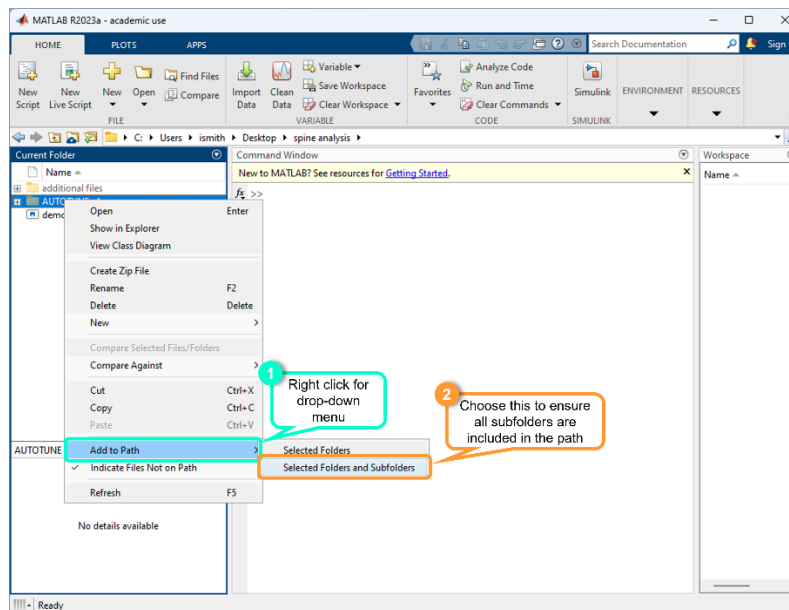 MATLAB R2023a - academic use
HOME PLOTS APPS
Search Documentation
Sign
New Script
New Live Script
New
Open
Find Files
Compare
Import Data
Clean Data
Variable
Save Workspace
Clear Workspace
Favorites
Analyze Code
Run and Time
Clear Commands
Simulink
ENVIRONMENT
RESOURCES
FILE
VARIABLE
CODE
SIMULINK
C: Users ismith Desktop spine analysis
Current Folder
Command Window
Workspace
Name
New to MATLAB? See resources for Getting Started.
Name
additional files
fx >>
demo
Open Enter
Show in Explorer
View Class Diagram
Create Zip File
Rename F2
Delete Delete
New
Compare Selected Files/Folders
Compare Against
Cut Ctrl+X
Copy Ctrl+C
Paste Ctrl+V
1
Right click for
drop-down
menu
2
Choose this to ensure
all subfolders are
included in the path
AUTOTUNE
Add to Path
Selected Folders
Indicate Files Not on Path
Selected Folders and Subfolders
Refresh F5
No details available
Ready